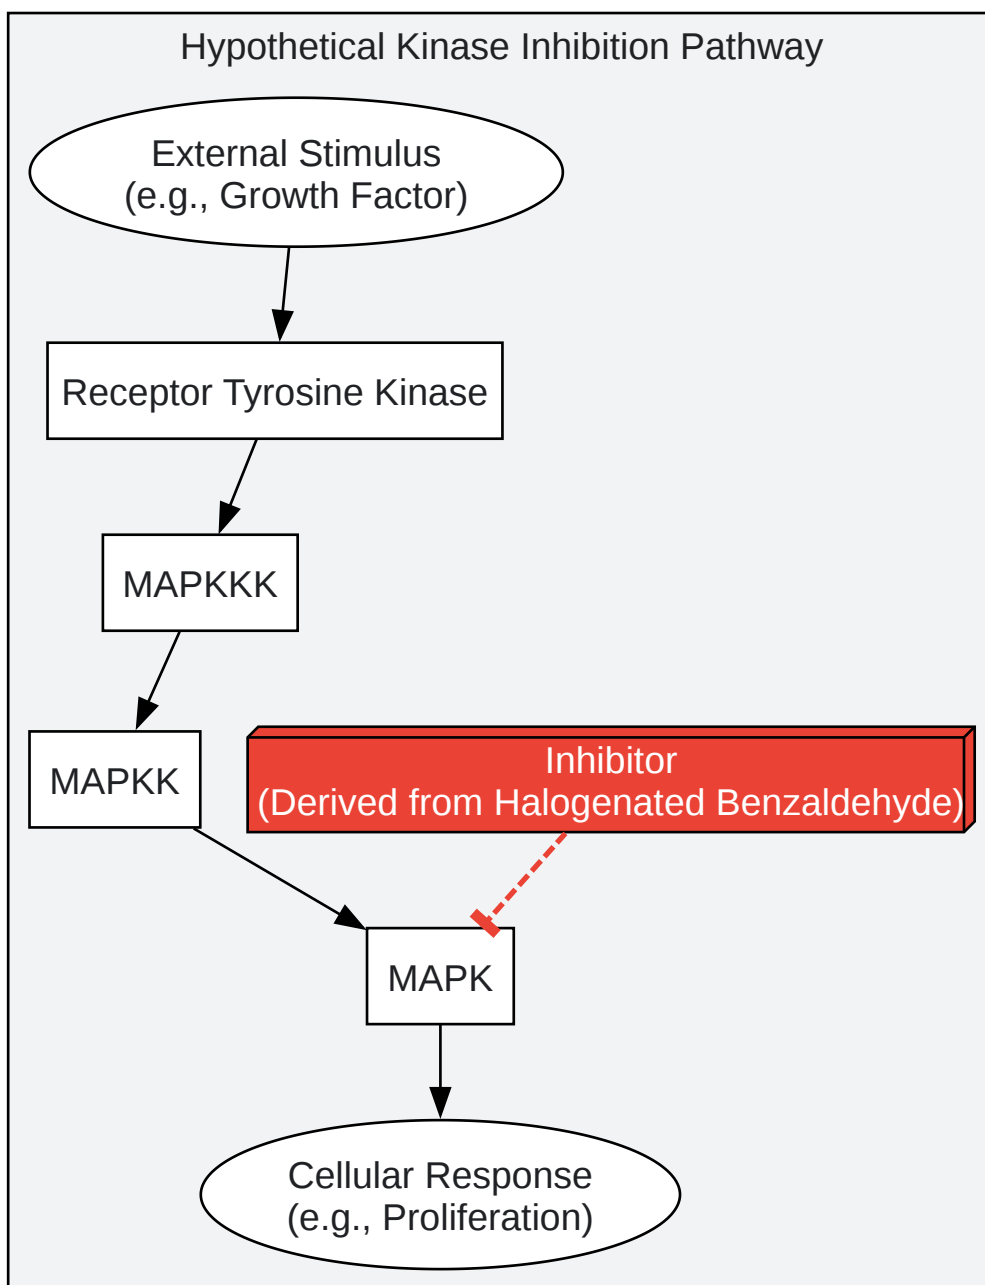 Hypothetical Kinase Inhibition Pathway
External Stimulus
(e.g., Growth Factor)
Receptor Tyrosine Kinase
MAPKKK
MAPKK
Inhibitor
(Derived from Halogenated Benzaldehyde)
MAPK
Cellular Response
(e.g., Proliferation)